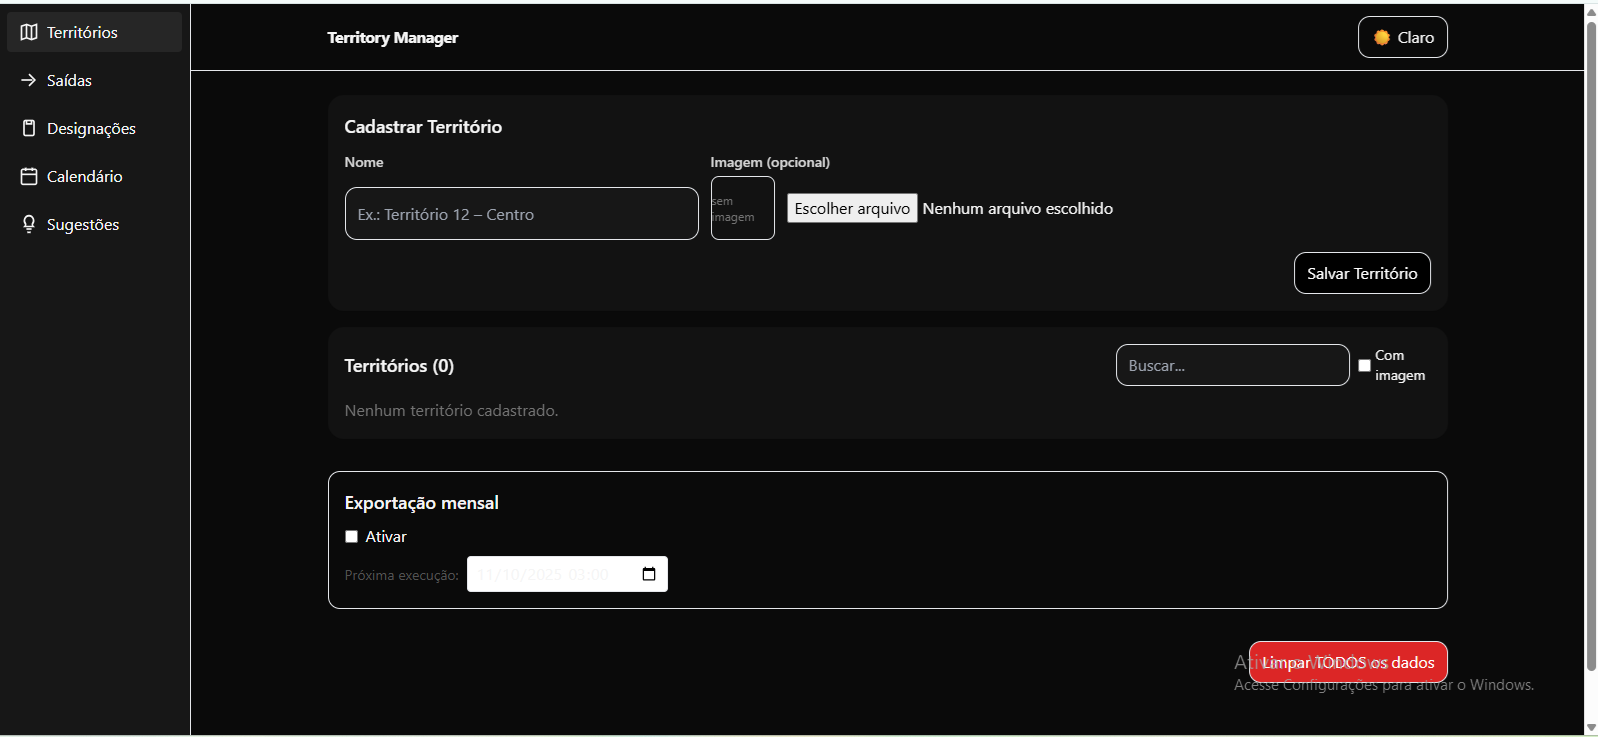 Territórios
Saídas
Designações
Calendário
Sugestões
Territory Manager
Claro
Cadastrar Território
Nome
Imagem (opcional)
Ex.: Território 12 – Centro
sem
imagem
Escolher arquivo Nenhum arquivo escolhido
Salvar Território
Territórios (0)
Buscar...
Com
imagem
Nenhum território cadastrado.
Exportação mensal
Ativar
Próxima execução: 11/10/2025 03:00
Limpar TODOS os dados
Ativar o Windows
Acesse Configurações para ativar o Windows.